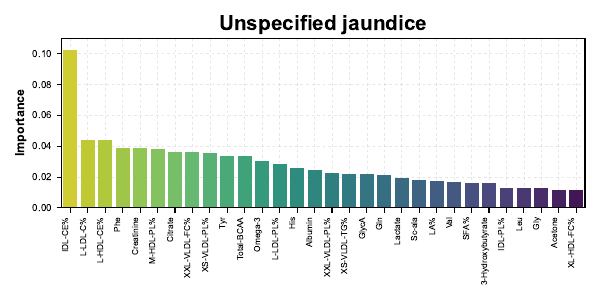 Unspecified jaundice
Importance
0.10
0.08
0.06
0.04
0.02
0.00
IDL-CE%
L-LDL-C%
L-HDL-CE%
Phe
Creatinine
M-HDL-PL%
Citrate
XXL-VLDL-FC%
XS-VLDL-PL%
Tyr
Total-BCAA
Omega-3
L-LDL-PL%
His
Albumin
XXL-VLDL-PL%
XS-VLDL-TG%
GlycA
Gln
Lactate
LA%
Val
SFA%
3-Hydroxybutyrate
IDL-PL%
Leu
Gly
Acetone
XL-HDL-FC%